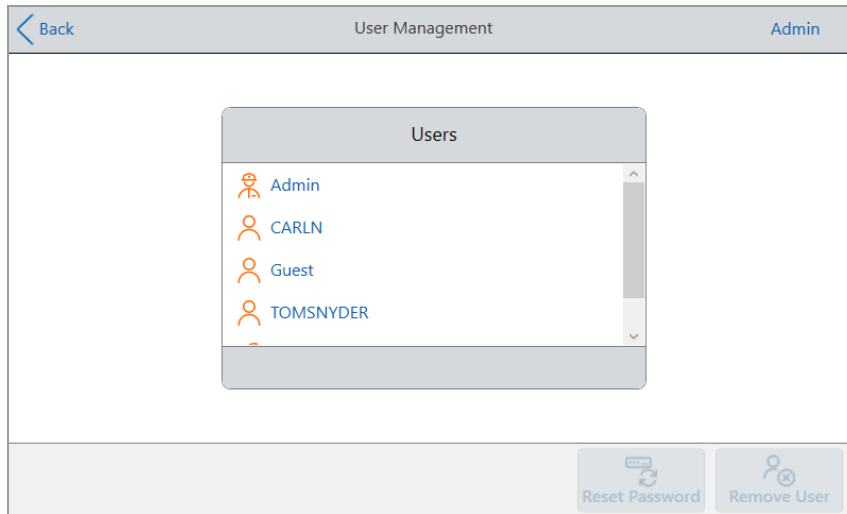 Back
User Management
Admin
Users
Admin
CARLN
Guest
TOMSNYDER
Reset Password
Remove User